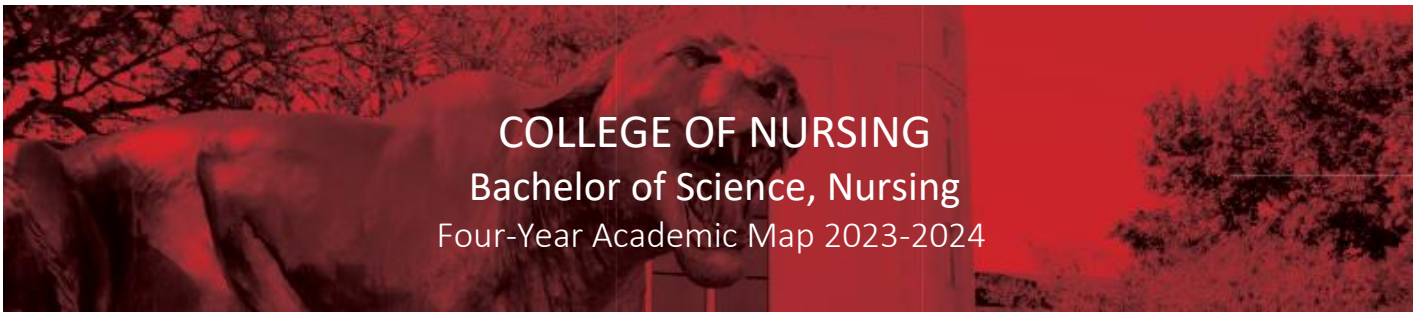 COLLEGE OF NURSING
Bachelor of Science, Nursing
Four-Year Academic Map 2023-2024